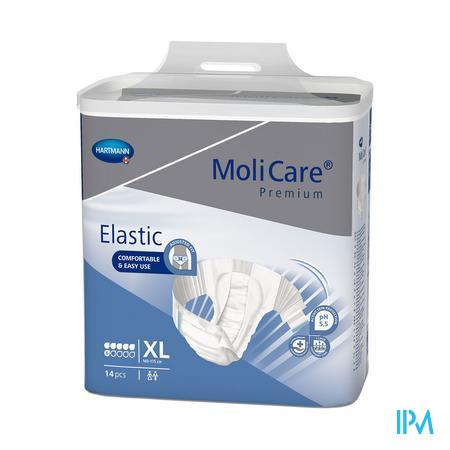 HARTMANN
MoliCare®
Premium
Elastic
COMFORTABLE
& EASY USE
pH
5.5
XL
14 pcs
IPM